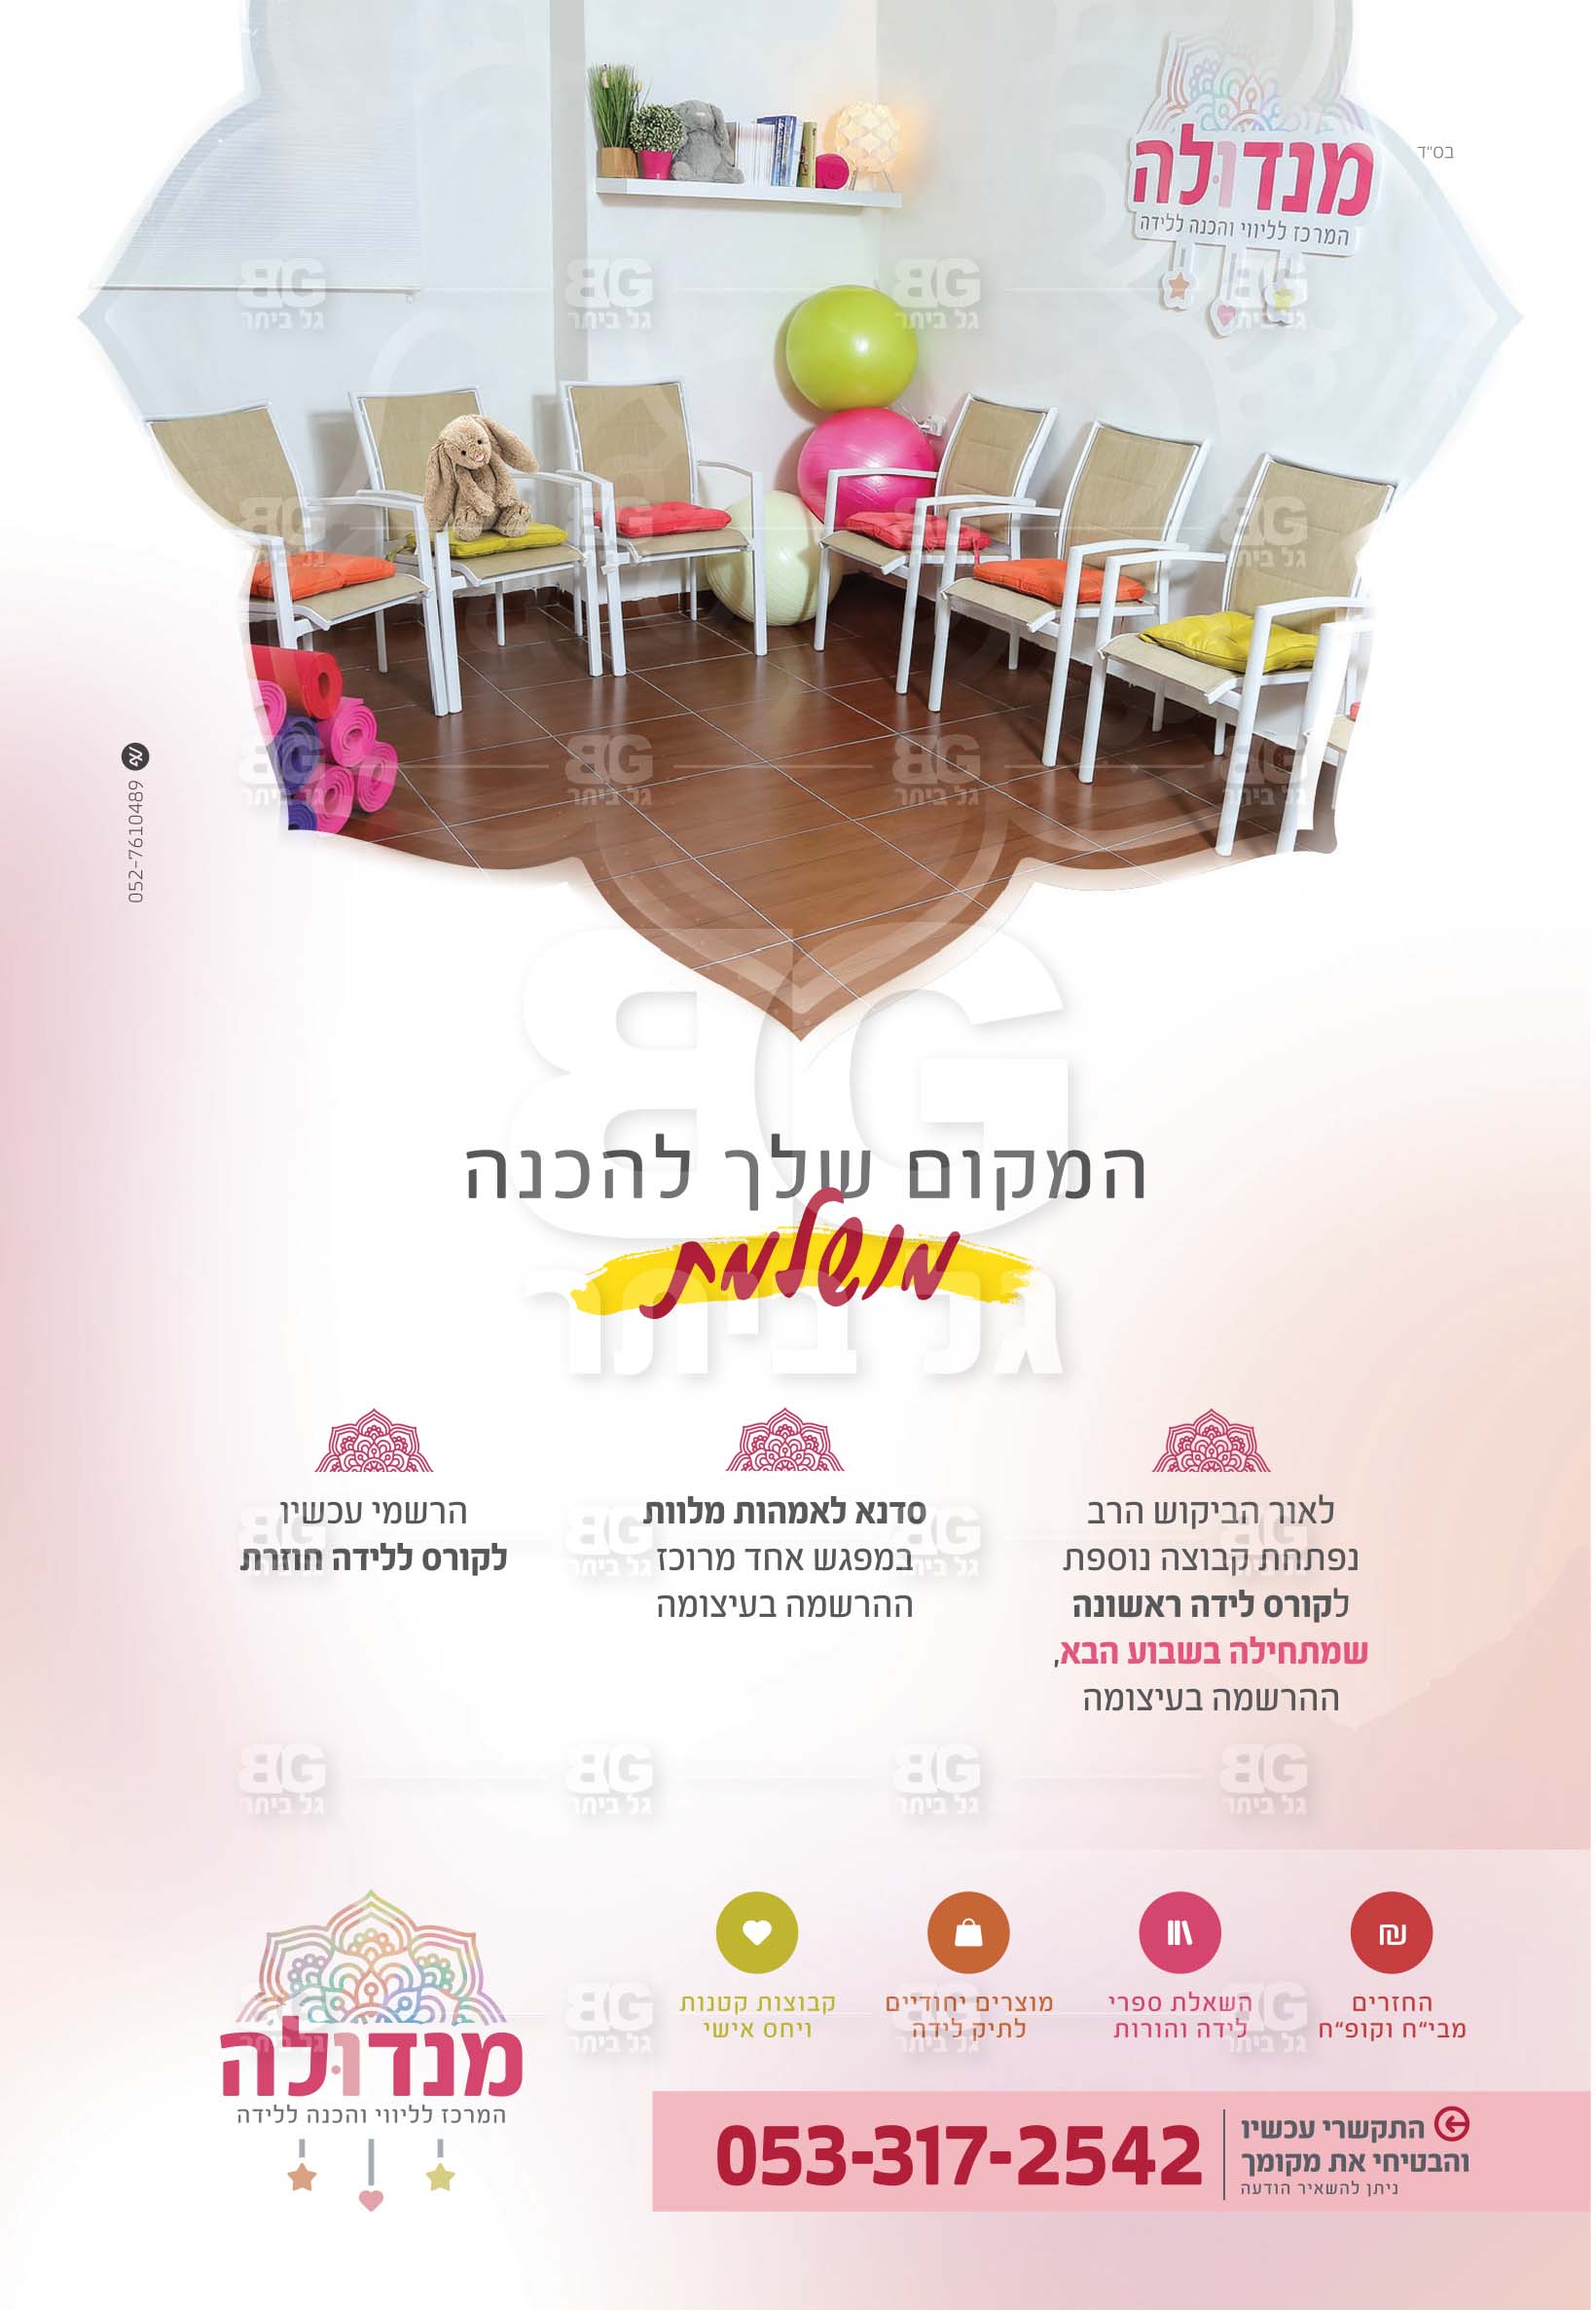 בס"ד
מנדולה
המרכז לליווי והכנה ללידה
052-7610489
המקום שלך להכנה
מושלמת
לאור הביקוש הרב
נפתחת קבוצה נוספת
לקורס לידה ראשונה
שמתחילה בשבוע הבא,
ההרשמה בעיצומה
סדנא לאמהות מלוות
במפגש אחד מרוכז
ההרשמה בעיצומה
הרשמי עכשיו
לקורס ללידה חוזרת
החזרים
מבי"ח וקופ"ח
השאלת ספרי
לידה והורות
מוצרים יחודיים
לתיק לידה
קבוצות קטנות
ויחס אישי
מנדולה
המרכז לליווי והכנה ללידה
התקשרי עכשיו
והבטיחי את מקומך
ניתן להשאיר הודעה
053-317-2542
BG
גל ביתר